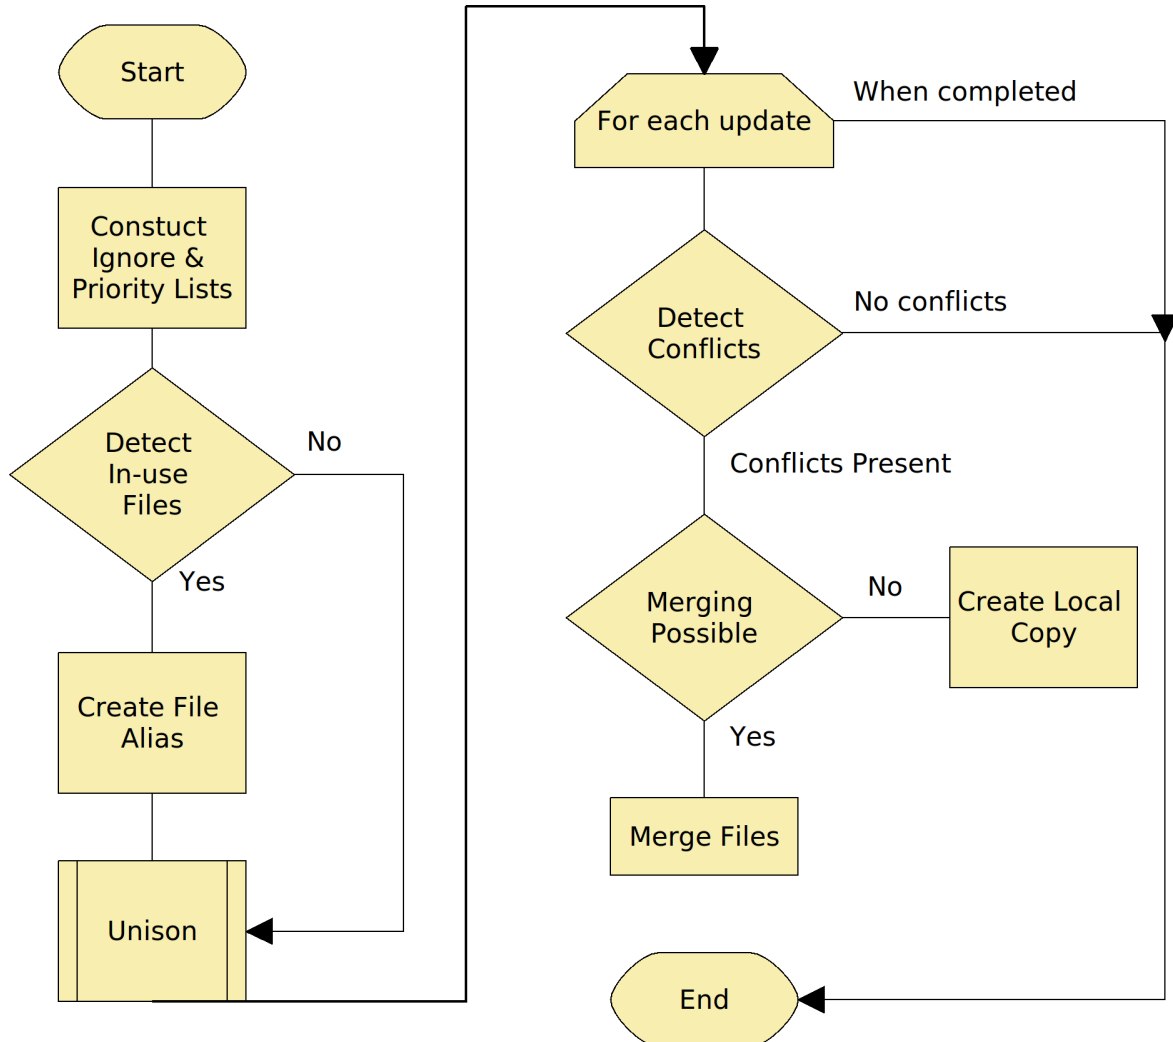 Start
Constuct
Ignore &
Priority Lists
Detect
In-use
Files
No
Yes
Create File
Alias
Unison
For each update
When completed
Detect
Conflicts
No conflicts
Conflicts Present
Merging
Possible
No
Create Local
Copy
Yes
Merge Files
End